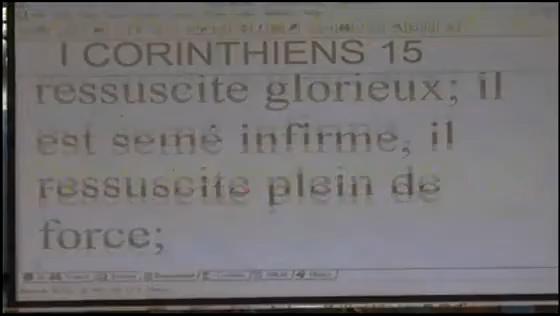 I CORINTHIENS 15
ressuscite glorieux; il
est semé infirme, il
ressuscite plein de
force;